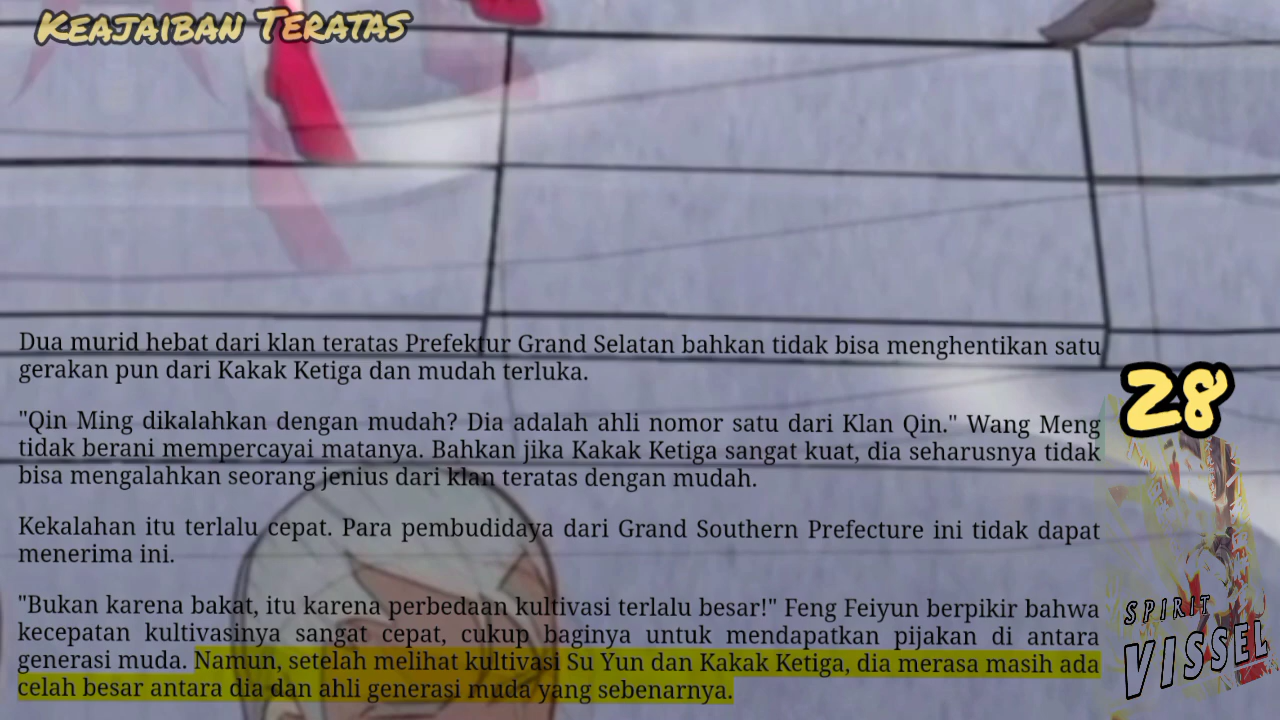 KEAJAIBAN TERATAS
Dua murid hebat dari klan teratas Prefektur Grand Selatan bahkan tidak bisa menghentikan satu
gerakan pun dari Kakak Ketiga dan mudah terluka.
"Qin Ming dikalahkan dengan mudah? Dia adalah ahli nomor satu dari Klan Qin." Wang Meng
tidak berani mempercayai matanya. Bahkan jika Kakak Ketiga sangat kuat, dia seharusnya tidak
bisa mengalahkan seorang jenius dari klan teratas dengan mudah.
Kekalahan itu terlalu cepat. Para pembudidaya dari Grand Southern Prefecture ini tidak dapat
menerima ini.
"Bukan karena bakat, itu karena perbedaan kultivasi terlalu besar!" Feng Feiyun berpikir bahwa
kecepatan kultivasinya sangat cepat, cukup baginya untuk mendapatkan pijakan di antara
generasi muda. Namun, setelah melihat kultivasi Su Yun dan Kakak Ketiga, dia merasa masih ada
celah besar antara dia dan ahli generasi muda yang sebenarnya.
28
SPIRIT
VISSEL